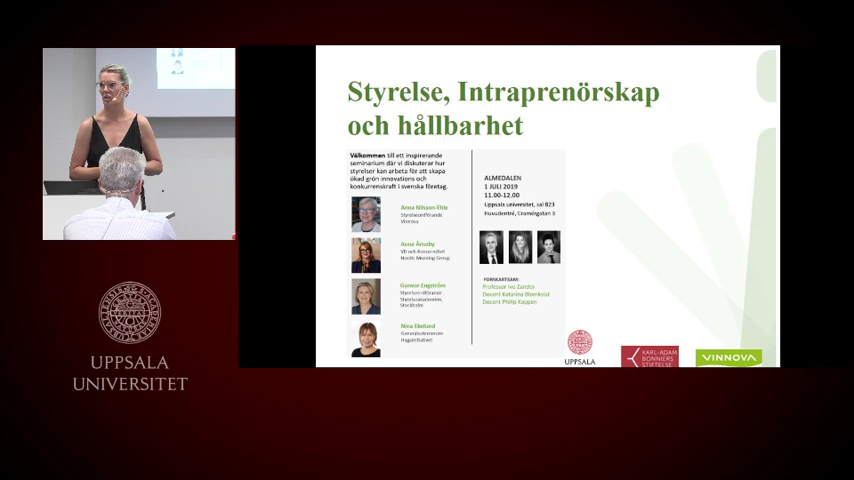 Styrelse, Intraprenörskap
och hållbarhet
Välkommen till ett inspirerande
seminarium där vi diskuterar hur
styrelser kan arbeta för att skapa
ökad grön innovations och
konkurrenskraft i svenska företag.
Anna Nilsson-Ehle
Styrelseordförande
Vinnova
Anne Årneby
VD och Koncernchef
Nordic Morning Group
Gunvor Engström
Styrelseakademien,
Stockholm
Nina Ekelund
Generalsekreterare
Hagainitiativet
ALMEDALEN
1 JULI 2019
11.00-12.00
Uppsala universitet, sal B23
Huvudentré, Cramérgatan 3
FORSKARTEAM:
Professor Ivo Zander
Docent Katarina Blomkvist
Docent Philip Kappen
UPPSALA
KARL-ADAM
BONNIERS
STIFTELSE
VINNOVA
UPPSALA
UNIVERSITET